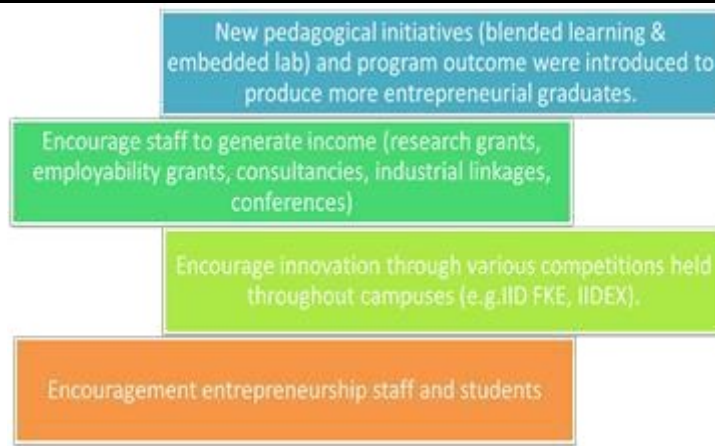 New pedagogical initiatives (blended learning &
embedded lab) and program outcome were introduced to
produce more entrepreneurial graduates.
Encourage staff to generate income (research grants,
employability grants, consultancies, industrial linkages,
conferences)
Encourage innovation through various competitions held
throughout campuses (e.g.IID FKE, IIDEX).
Encouragement entrepreneurship staff and students